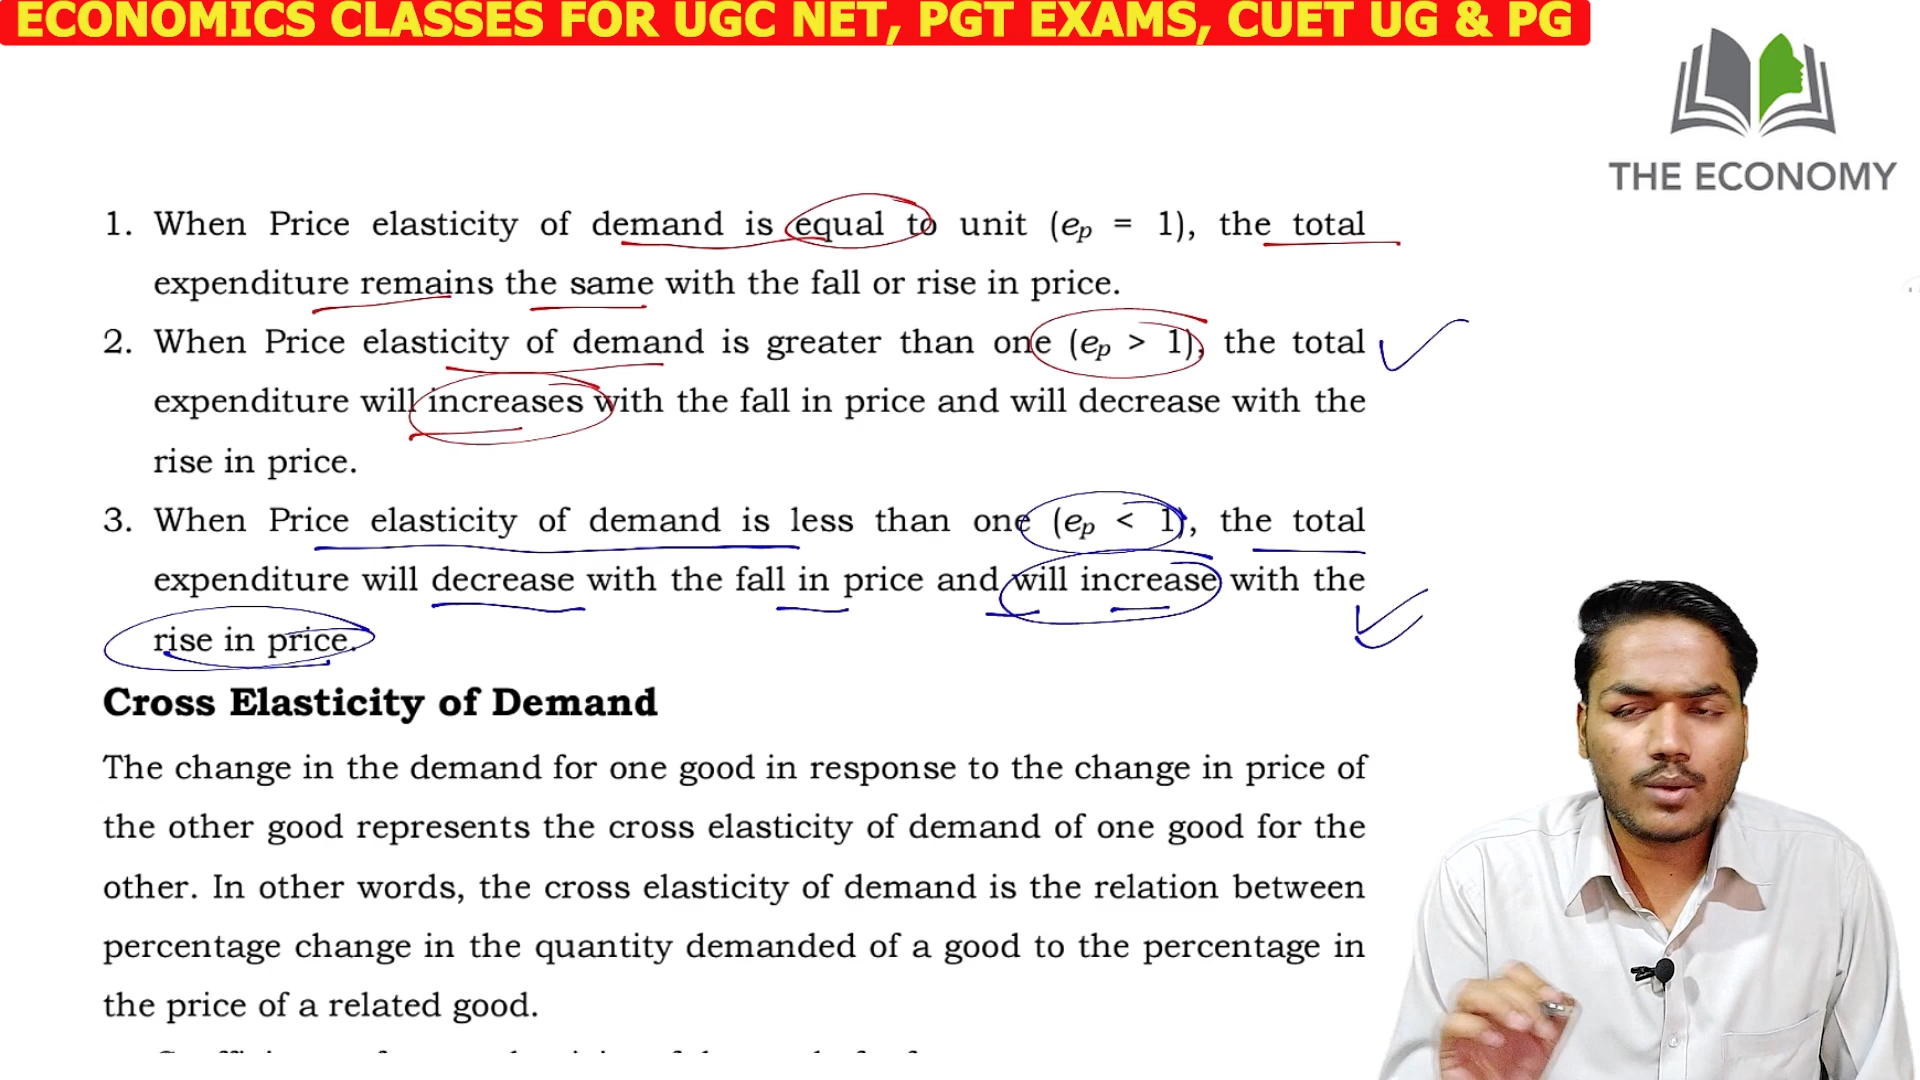 ECONOMICS CLASSES FOR UGC NET, PGT EXAMS, CUET UG & PG
THE ECONOMY
1. When Price elasticity of demand is equal to unit (eₚ = 1), the total
expenditure remains the same with the fall or rise in price.
2. When Price elasticity of demand is greater than one (eₚ > 1), the total
expenditure will increases with the fall in price and will decrease with the
rise in price.
3. When Price elasticity of demand is less than one (eₚ < 1), the total
expenditure will decrease with the fall in price and will increase with the
rise in price.
Cross Elasticity of Demand
The change in the demand for one good in response to the change in price of
the other good represents the cross elasticity of demand of one good for the
other. In other words, the cross elasticity of demand is the relation between
percentage change in the quantity demanded of a good to the percentage in
the price of a related good.